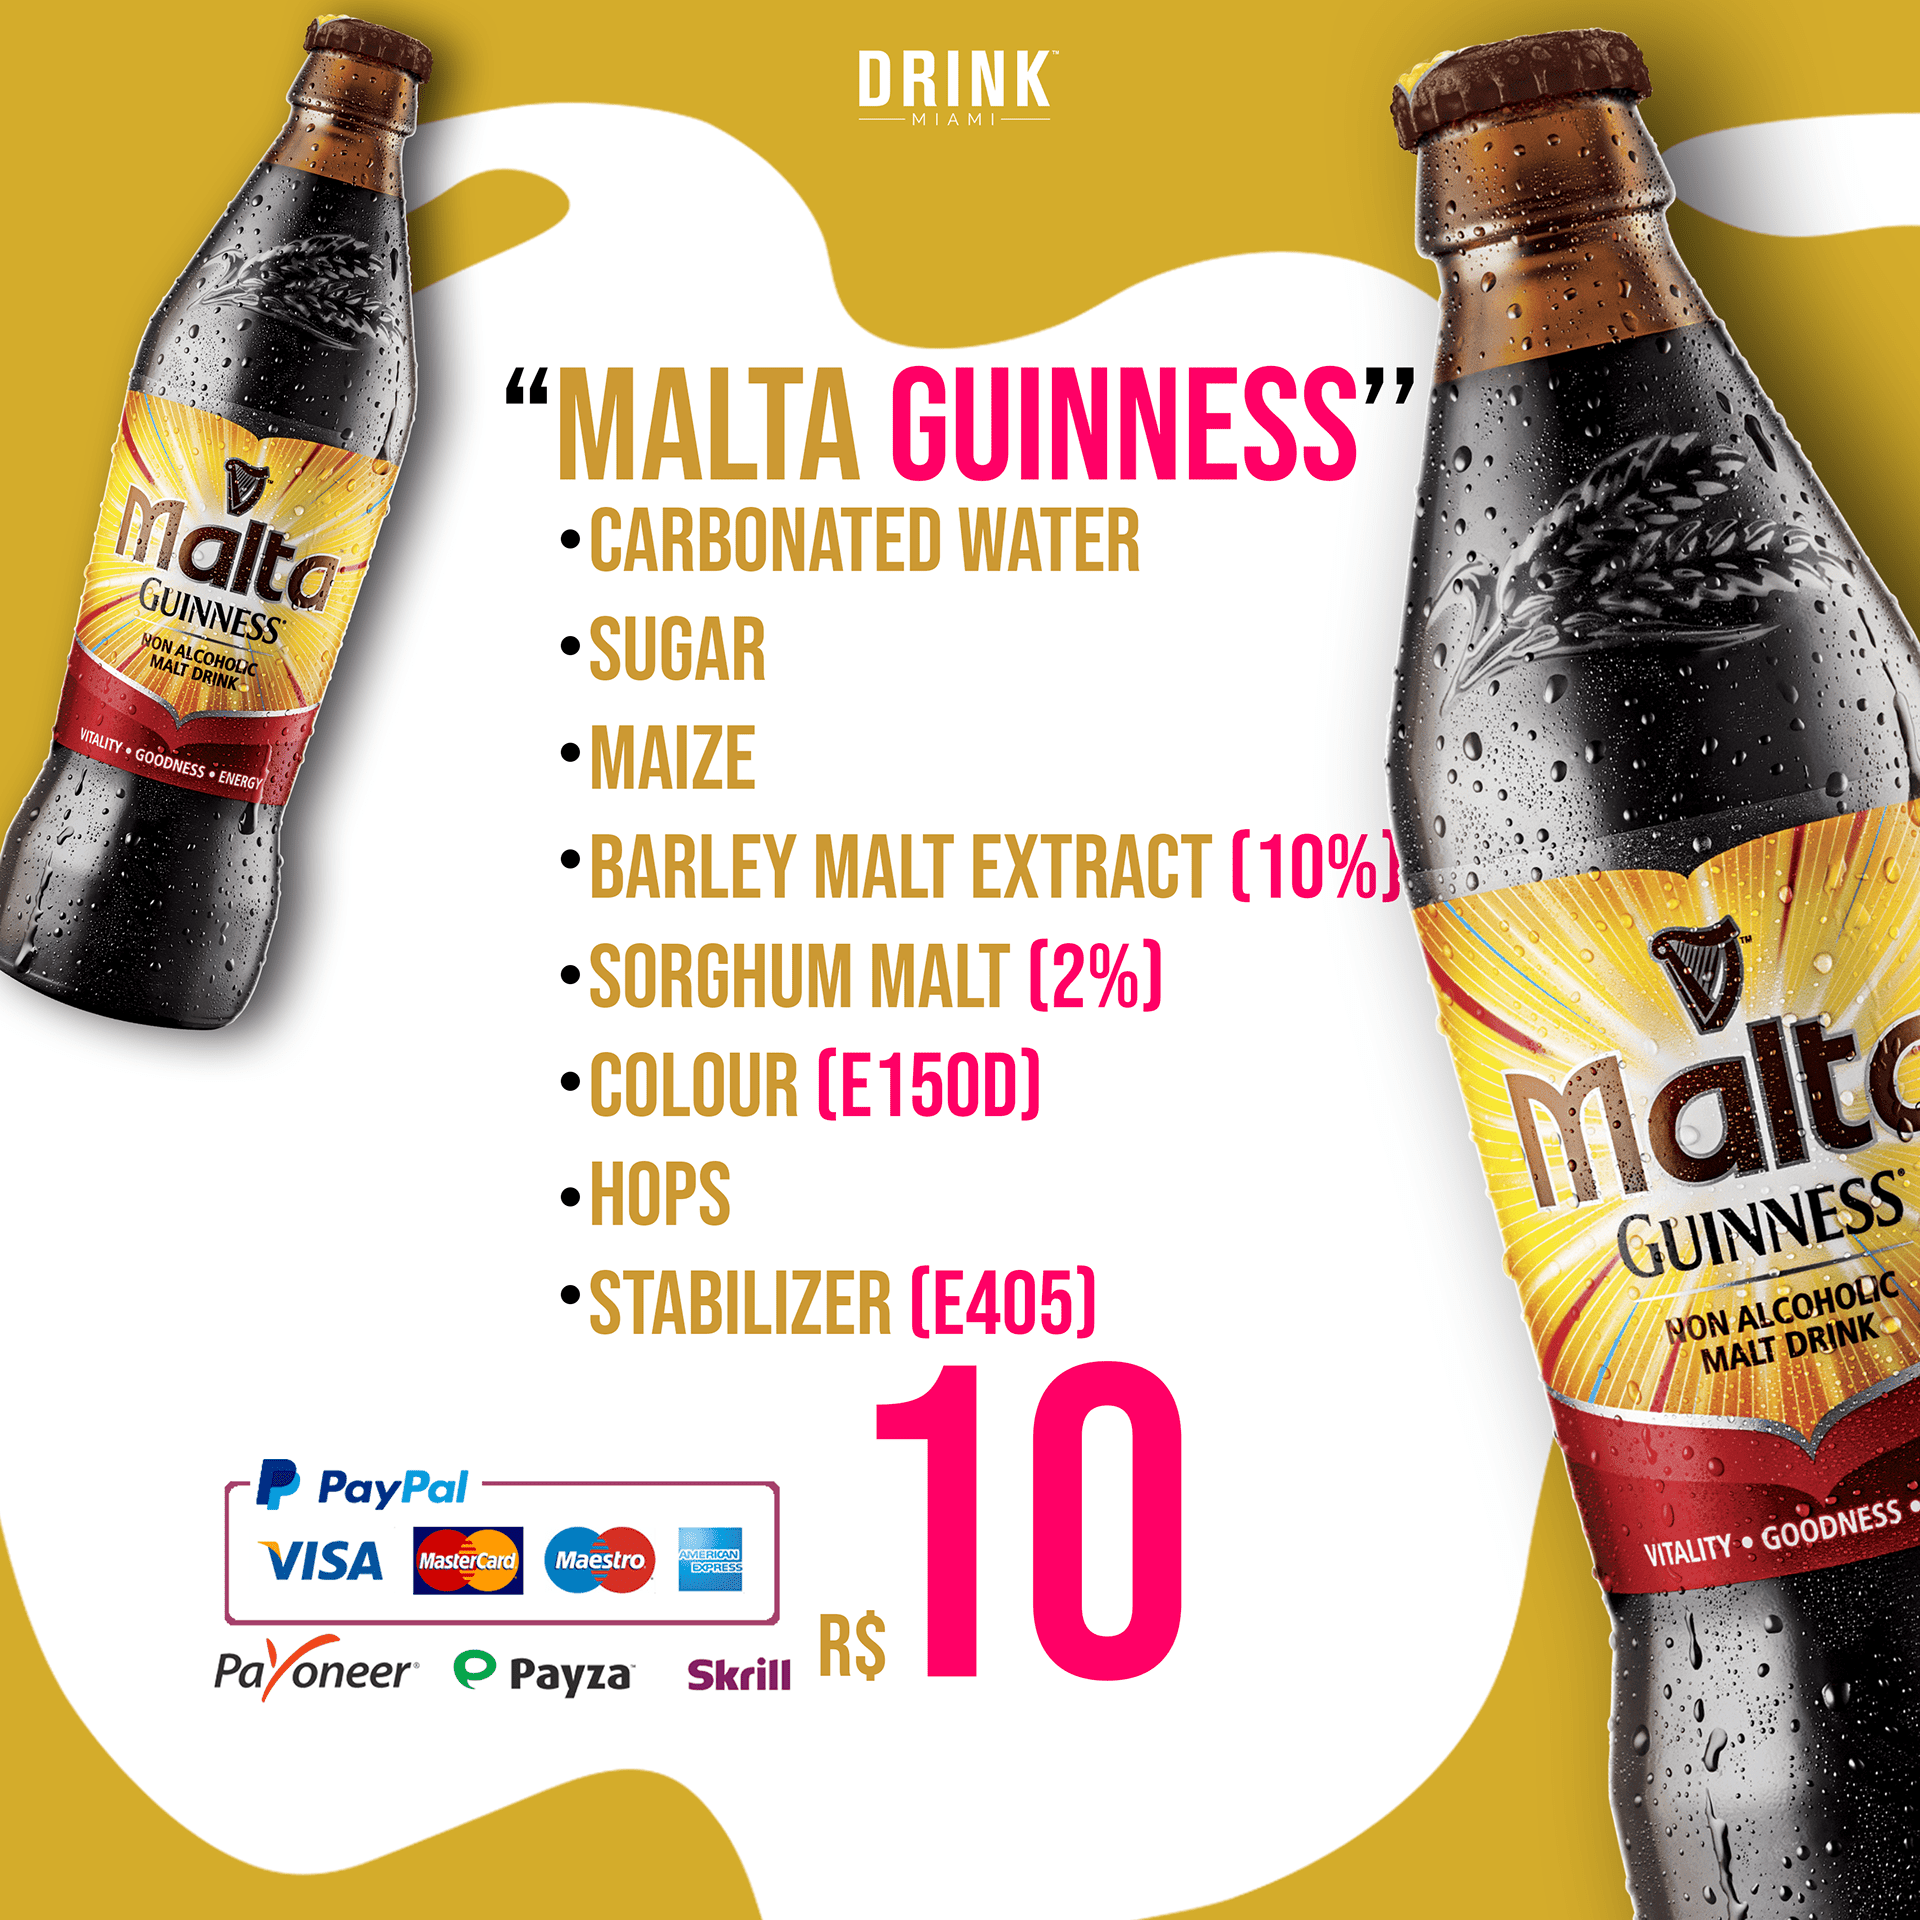 DRINK™
MIAMI
“MALTA GUINNESS”
•CARBONATED WATER
•SUGAR
•MAIZE
•BARLEY MALT EXTRACT (10%)
•SORGHUM MALT (2%)
•COLOUR (E150D)
•HOPS
•STABILIZER (E405)
R$10
PayPal
VISA MasterCard Maestro AMERICAN EXPRESS
Payoneer® Payza™ Skrill
Malta
GUINNESS®
NON ALCOHOLIC
MALT DRINK
VITALITY • GOODNESS • ENERGY
™
Malta
GUINNESS®
NON ALCOHOLIC
MALT DRINK
VITALITY • GOODNESS •